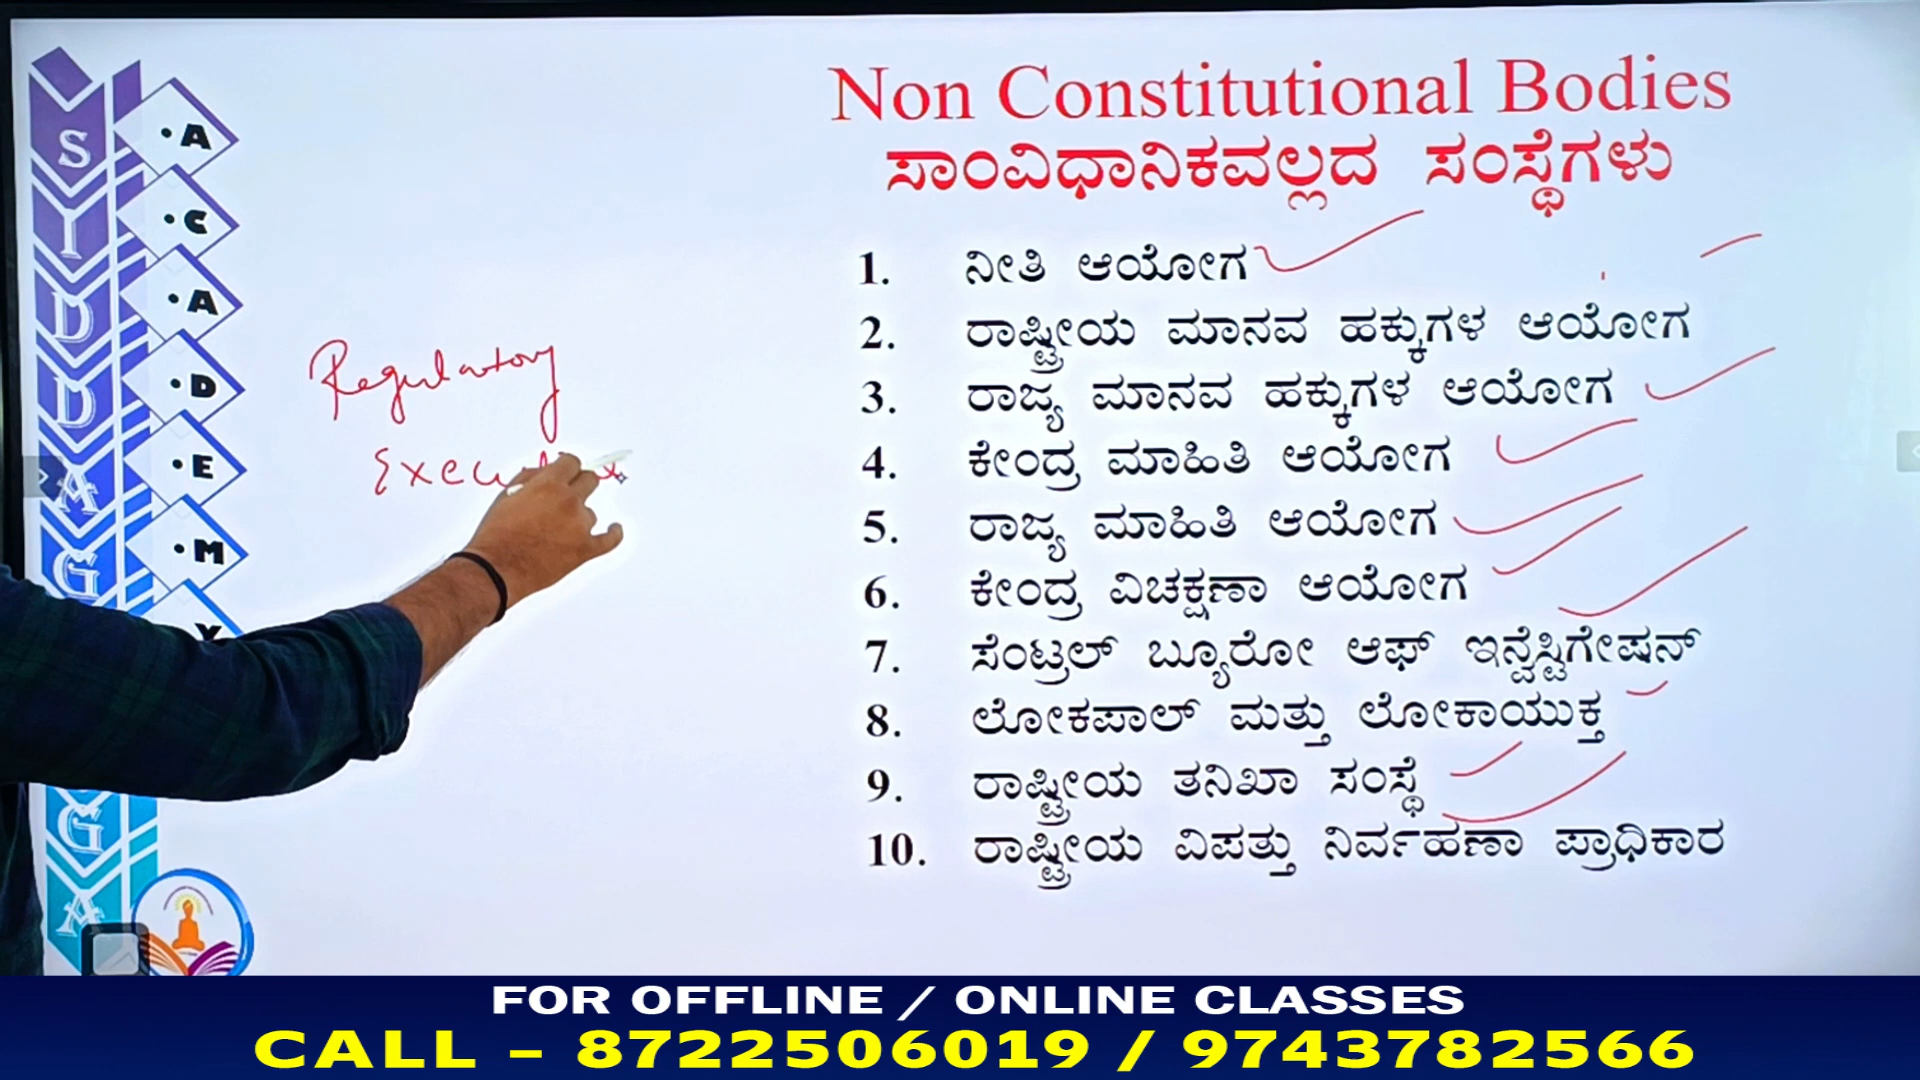 Non Constitutional Bodies
ಸಾಂವಿಧಾನಿಕವಲ್ಲದ ಸಂಸ್ಥೆಗಳು
1. ನೀತಿ ಆಯೋಗ
2. ರಾಷ್ಟ್ರೀಯ ಮಾನವ ಹಕ್ಕುಗಳ ಆಯೋಗ
3. ರಾಜ್ಯ ಮಾನವ ಹಕ್ಕುಗಳ ಆಯೋಗ
4. ಕೇಂದ್ರ ಮಾಹಿತಿ ಆಯೋಗ
5. ರಾಜ್ಯ ಮಾಹಿತಿ ಆಯೋಗ
6. ಕೇಂದ್ರ ವಿಚಕ್ಷಣಾ ಆಯೋಗ
7. ಸೆಂಟ್ರಲ್ ಬ್ಯೂರೋ ಆಫ್ ಇನ್ವೆಸ್ಟಿಗೇಷನ್
8. ಲೋಕಪಾಲ್ ಮತ್ತು ಲೋಕಾಯುಕ್ತ
9. ರಾಷ್ಟ್ರೀಯ ತನಿಖಾ ಸಂಸ್ಥೆ
10. ರಾಷ್ಟ್ರೀಯ ವಿಪತ್ತು ನಿರ್ವಹಣಾ ಪ್ರಾಧಿಕಾರ
Regulatory
SIDDAGGA
ACADEMY
FOR OFFLINE / ONLINE CLASSES
CALL – 8722506019 / 9743782566